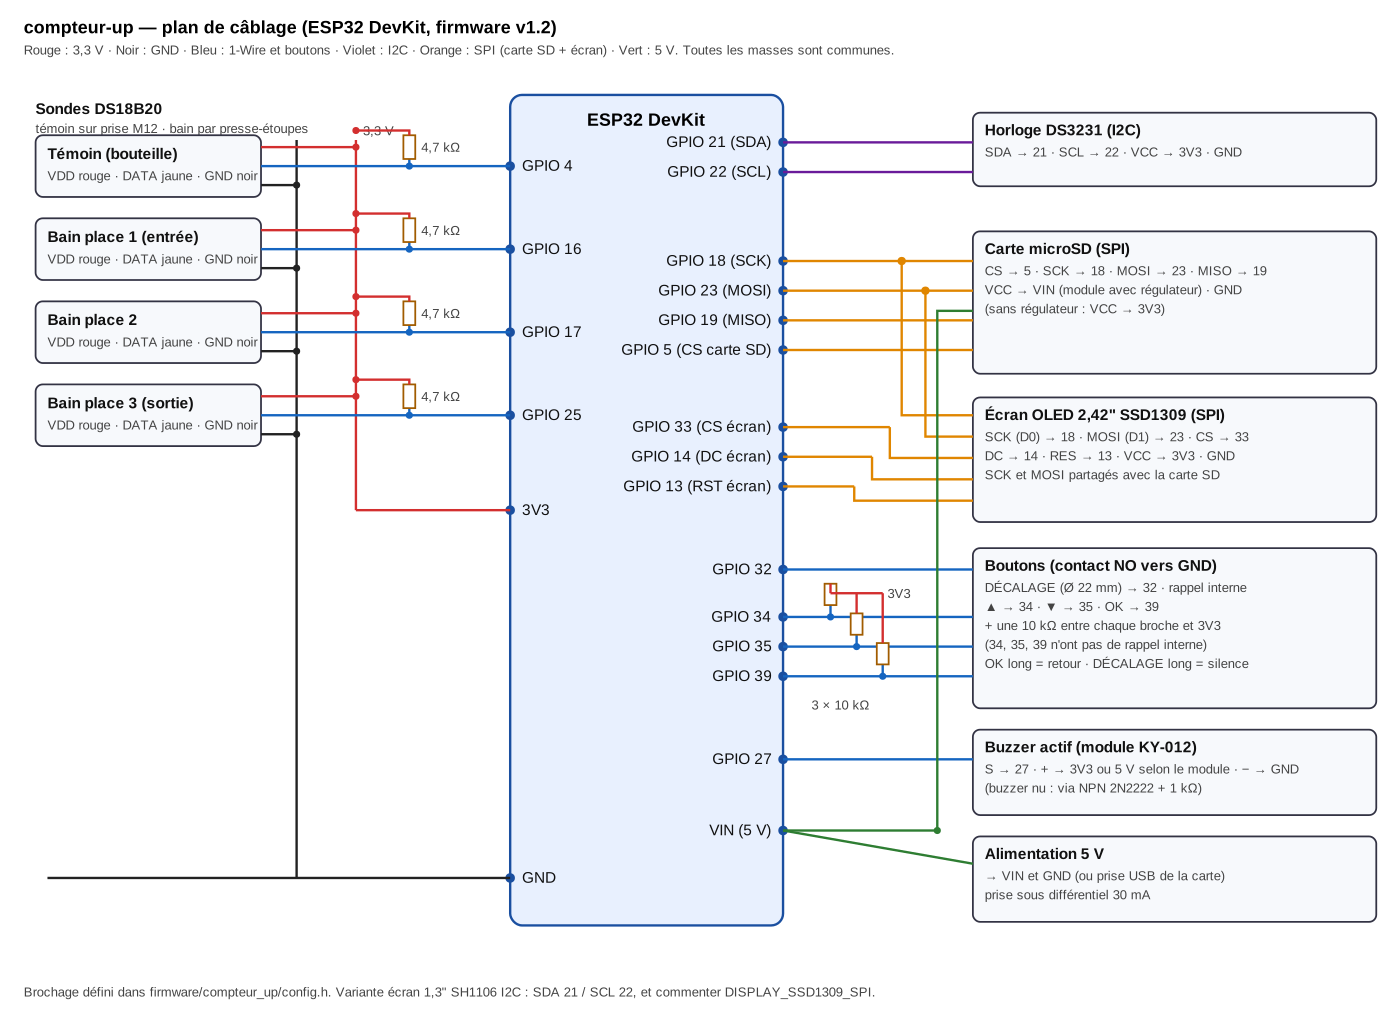 compteur-up — plan de câblage (ESP32 DevKit, firmware v1.2)
Rouge : 3,3 V · Noir : GND · Bleu : 1-Wire et boutons · Violet : I2C · Orange : SPI (carte SD + écran) · Vert : 5 V. Toutes les masses sont communes.
Sondes DS18B20
témoin sur prise M12 · bain par presse-étoupes
Témoin (bouteille)
VDD rouge · DATA jaune · GND noir
Bain place 1 (entrée)
VDD rouge · DATA jaune · GND noir
Bain place 2
VDD rouge · DATA jaune · GND noir
Bain place 3 (sortie)
VDD rouge · DATA jaune · GND noir
3,3 V
4,7 kΩ
4,7 kΩ
4,7 kΩ
4,7 kΩ
ESP32 DevKit
GPIO 4
GPIO 16
GPIO 17
GPIO 25
3V3
GND
GPIO 21 (SDA)
GPIO 22 (SCL)
GPIO 18 (SCK)
GPIO 23 (MOSI)
GPIO 19 (MISO)
GPIO 5 (CS carte SD)
GPIO 33 (CS écran)
GPIO 14 (DC écran)
GPIO 13 (RST écran)
GPIO 32
GPIO 34
GPIO 35
GPIO 39
GPIO 27
VIN (5 V)
3V3
3 × 10 kΩ
Horloge DS3231 (I2C)
SDA → 21 · SCL → 22 · VCC → 3V3 · GND
Carte microSD (SPI)
CS → 5 · SCK → 18 · MOSI → 23 · MISO → 19
VCC → VIN (module avec régulateur) · GND
(sans régulateur : VCC → 3V3)
Écran OLED 2,42" SSD1309 (SPI)
SCK (D0) → 18 · MOSI (D1) → 23 · CS → 33
DC → 14 · RES → 13 · VCC → 3V3 · GND
SCK et MOSI partagés avec la carte SD
Boutons (contact NO vers GND)
DÉCALAGE (Ø 22 mm) → 32 · rappel interne
▲ → 34 · ▼ → 35 · OK → 39
+ une 10 kΩ entre chaque broche et 3V3
(34, 35, 39 n'ont pas de rappel interne)
OK long = retour · DÉCALAGE long = silence
Buzzer actif (module KY-012)
S → 27 · + → 3V3 ou 5 V selon le module · − → GND
(buzzer nu : via NPN 2N2222 + 1 kΩ)
Alimentation 5 V
→ VIN et GND (ou prise USB de la carte)
prise sous différentiel 30 mA
Brochage défini dans firmware/compteur_up/config.h. Variante écran 1,3" SH1106 I2C : SDA 21 / SCL 22, et commenter DISPLAY_SSD1309_SPI.